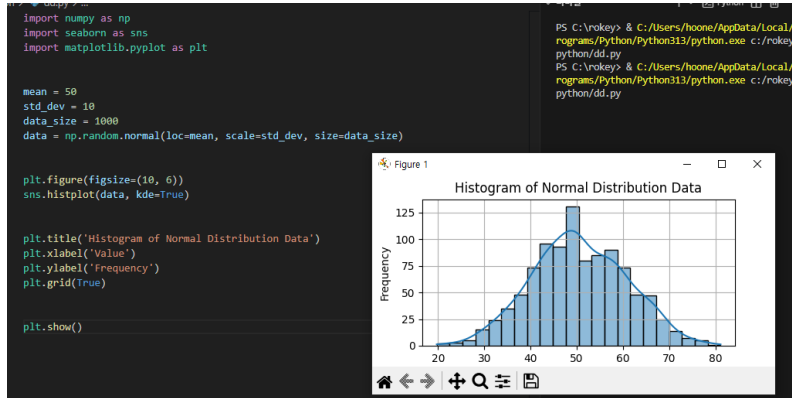 import numpy as np
import seaborn as sns
import matplotlib.pyplot as plt
mean = 50
std_dev = 10
data_size = 1000
data = np.random.normal(loc=mean, scale=std_dev, size=data_size)
plt.figure(figsize=(10, 6))
sns.histplot(data, kde=True)
plt.title('Histogram of Normal Distribution Data')
plt.xlabel('Value')
plt.ylabel('Frequency')
plt.grid(True)
plt.show()
PS C:\rokey> & C:/Users/hoone/AppData/Local/
rograms/Python/Python313/python.exe c:/rokey
python/dd.py
PS C:\rokey> & C:/Users/hoone/AppData/Local/
rograms/Python/Python313/python.exe c:/rokey
python/dd.py
Figure 1
Histogram of Normal Distribution Data
Frequency
125
100
75
50
25
0
20 30 40 50 60 70 80